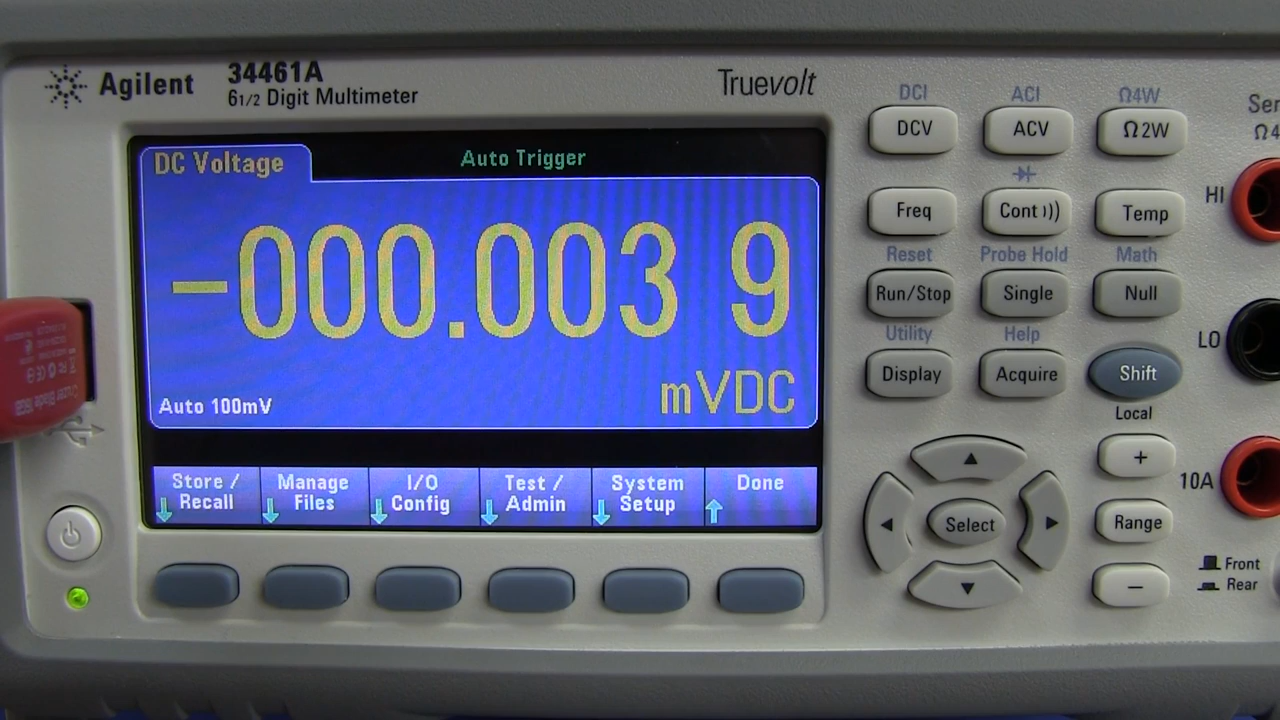 Agilent
34461A
6 1/2 Digit Multimeter
Truevolt
DC Voltage
Auto Trigger
-000.003 9
mVDC
Auto 100mV
Store / Recall
Manage Files
I/O Config
Test / Admin
System Setup
Done
DCI
ACI
Ω4W
DCV
ACV
Ω2W
Freq
Cont
Temp
Reset
Probe Hold
Math
Run/Stop
Single
Null
Utility
Help
Display
Acquire
Shift
Local
+
Select
Range
−
Ω4
HI
LO
10A
Front
Rear